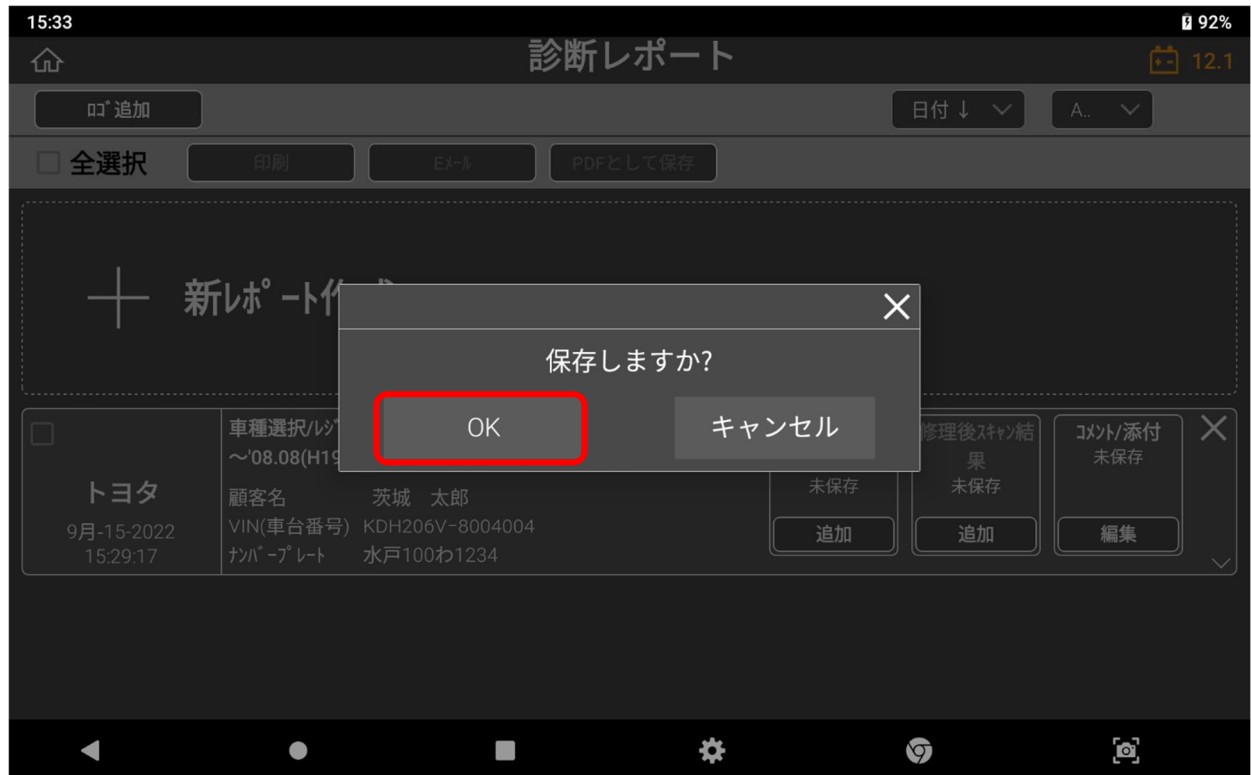 15:33
92%
診断レポート
12.1
ﾛｺﾞ追加
日付↓
A..
全選択
印刷
Eﾒｰﾙ
PDFとして保存
新ﾚﾎﾟｰﾄ作
保存しますか?
OK
キャンセル
トヨタ
9月-15-2022
15:29:17
車種選択/ﾚｼﾞ
~'08.08(H19
顧客名 茨城 太郎
VIN(車台番号) KDH206V-8004004
ﾅﾝﾊﾞｰﾌﾟﾚｰﾄ 水戸100わ1234
未保存
追加
修理後ｽｷｬﾝ結
果
未保存
追加
ｺﾒﾝﾄ/添付
未保存
編集